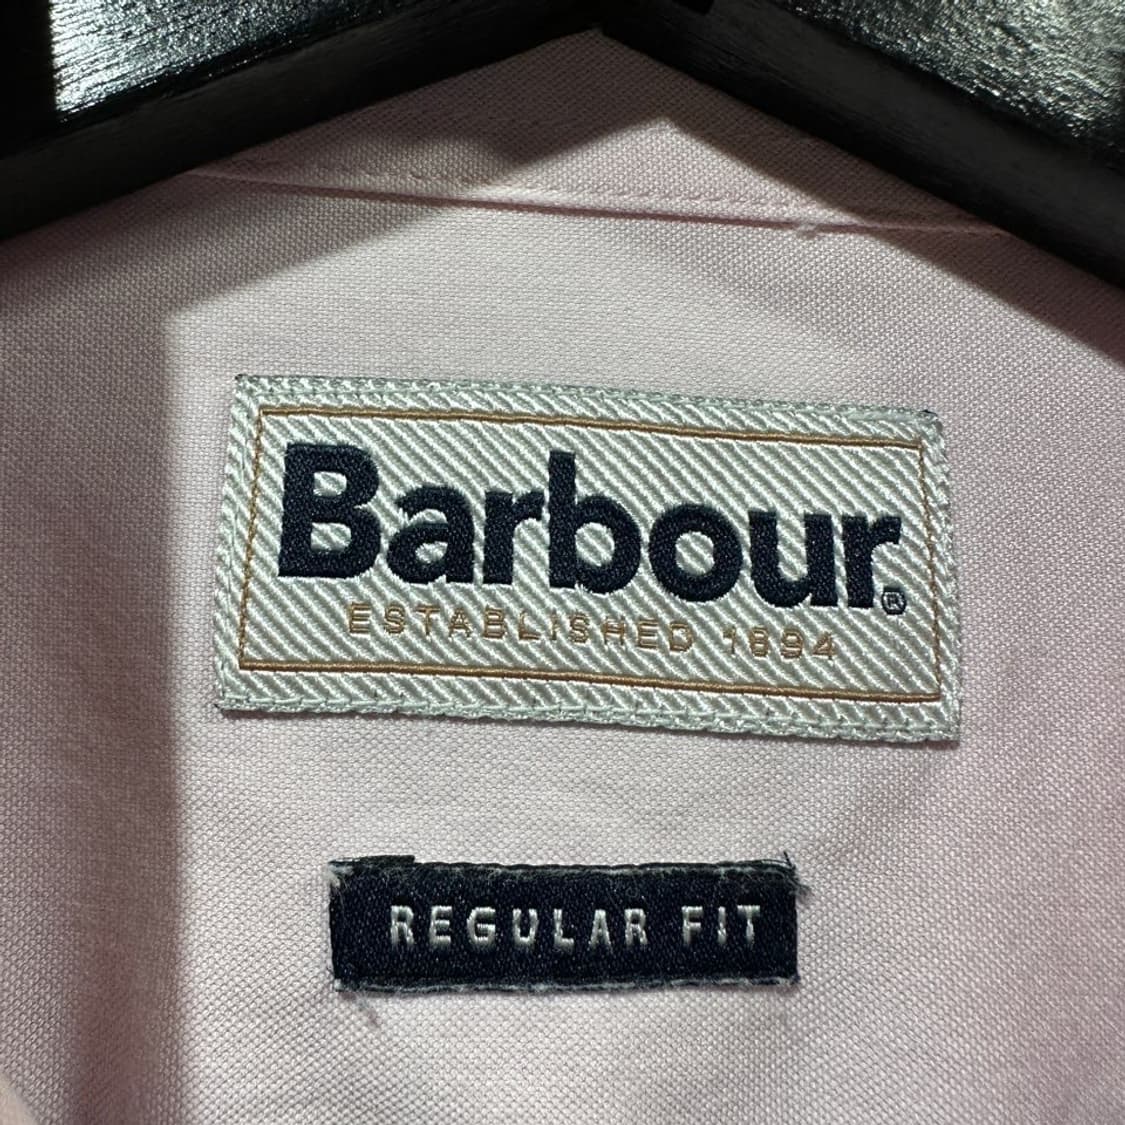 Barbour®
ESTABLISHED 1894
REGULAR FIT